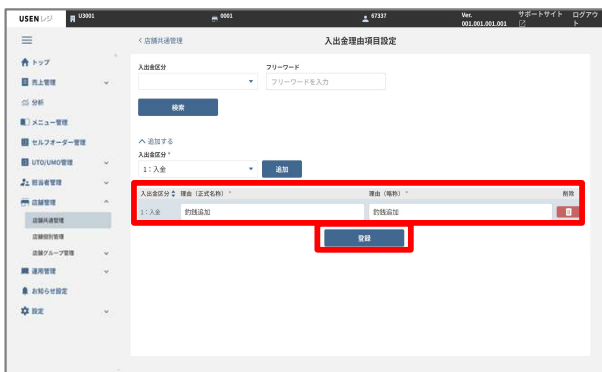 USEN レジ
U3001
0001
67337
Ver.
001.001.001.001
サポートサイト
ログアウト
トップ
売上管理
分析
メニュー管理
セルフオーダー管理
UTO/UMO管理
担当者管理
店舗管理
店舗共通管理
店舗個別管理
店舗グループ管理
運用管理
お知らせ設定
設定
店舗共通管理
入出金理由項目設定
入出金区分
フリーワード
フリーワードを入力
検索
追加する
入出金区分 *
1：入金
追加
入出金区分 理由（正式名称） * 理由（略称） * 削除
1：入金 釣銭追加 釣銭追加
登録